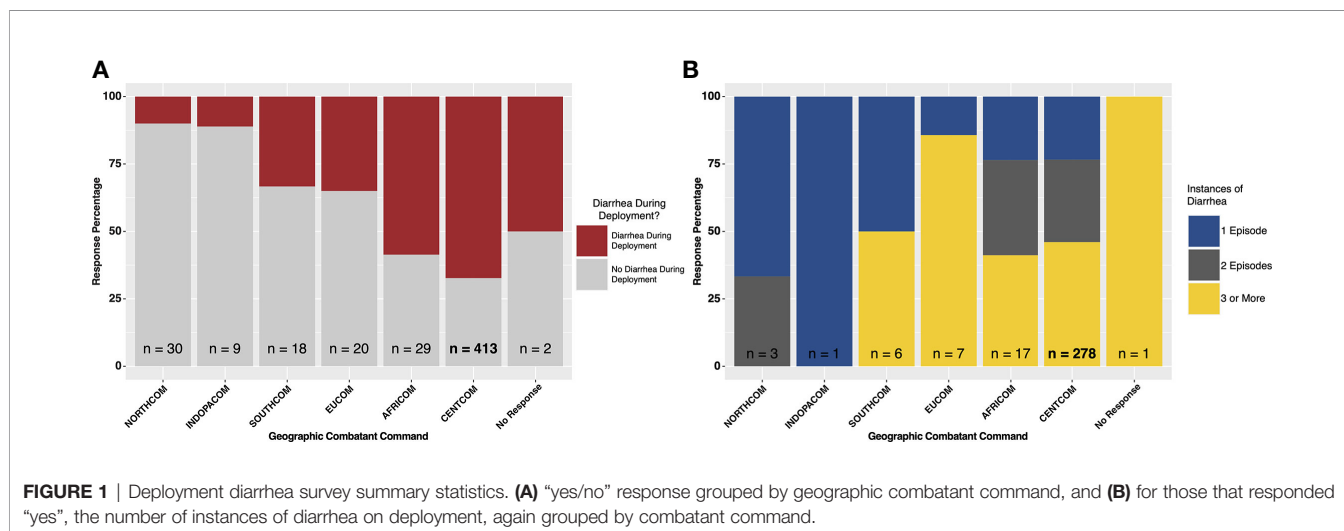 A
100
75
50
25
0
Response Percentage
n = 30
n = 9
n = 18
n = 20
n = 29
n = 413
n = 2
NORTHCOM
INDOPACOM
SOUTHCOM
EUCOM
AFRICOM
CENTCOM
No Response
Geographic Combatant Command
Diarrhea During
Deployment?
Diarrhea During
Deployment
No Diarrhea During
Deployment
B
100
75
50
25
0
Response Percentage
n = 3
n = 1
n = 6
n = 7
n = 17
n = 278
n = 1
NORTHCOM
INDOPACOM
SOUTHCOM
EUCOM
AFRICOM
CENTCOM
No Response
Geographic Combatant Command
Instances of
Diarrhea
1 Episode
2 Episodes
3 or More
FIGURE 1 | Deployment diarrhea survey summary statistics. (A) “yes/no” response grouped by geographic combatant command, and (B) for those that responded
“yes”, the number of instances of diarrhea on deployment, again grouped by combatant command.